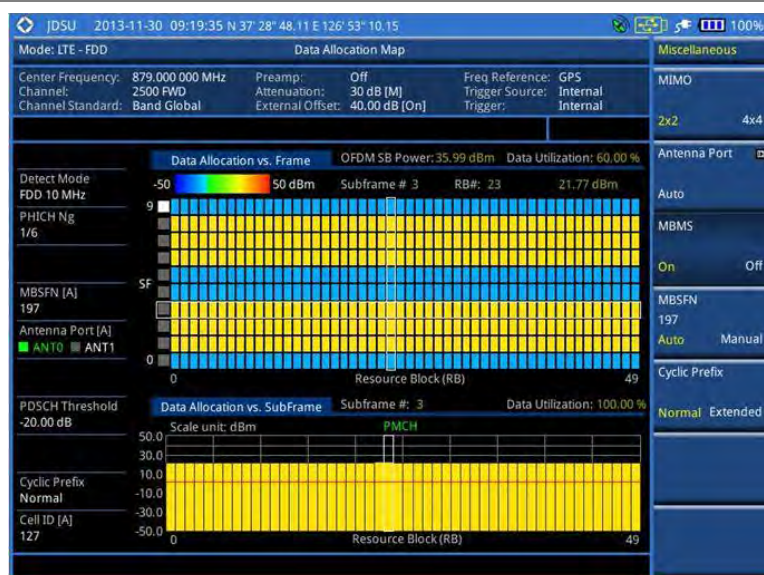 JDSU 2013-11-30 09:19:35 N 37' 28" 48.11 E 126' 53" 10.15 100%
Mode: LTE - FDD Data Allocation Map Miscellaneous
Center Frequency: 879.000 000 MHz Preamp: Off Freq Reference: GPS
Channel: 2500 FWD Attenuation: 30 dB [M] Trigger Source: Internal
Channel Standard: Band Global External Offset: 40.00 dB [On] Trigger: Internal
MIMO
2x2 4x4
Data Allocation vs. Frame OFDM SB Power: 35.99 dBm Data Utilization: 60.00 %
Antenna Port
Auto
Detect Mode
FDD 10 MHz
-50 50 dBm Subframe # 3 RB#: 23 21.77 dBm
PHICH Ng
1/6
9
MBMS
On Off
SF
MBSFN [A]
197
MBSFN
197
Auto Manual
Antenna Port [A]
ANT0 ANT1
0
0 Resource Block (RB) 49
Cyclic Prefix
Normal Extended
PDSCH Threshold
-20.00 dB
Data Allocation vs. SubFrame Subframe #: 3 Data Utilization: 100.00 %
Scale unit: dBm PMCH
50.0
30.0
10.0
-10.0
-30.0
-50.0
Cyclic Prefix
Normal
Cell ID [A]
127
0 Resource Block (RB) 49